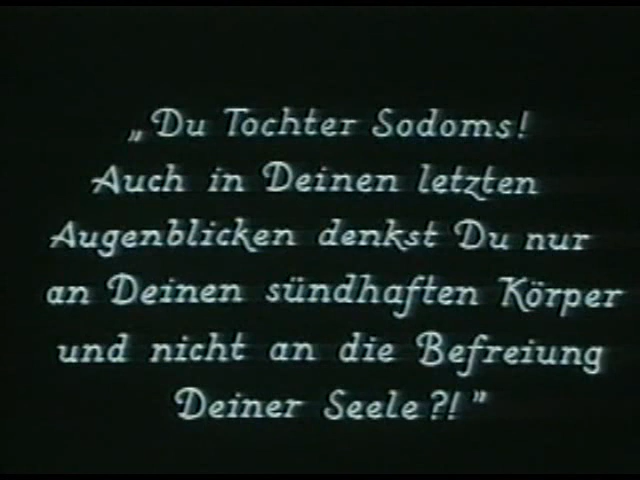 „Du Tochter Sodoms!
Auch in Deinen letzten
Augenblicken denkst Du nur
an Deinen sündhaften Körper
und nicht an die Befreiung
Deiner Seele?!”